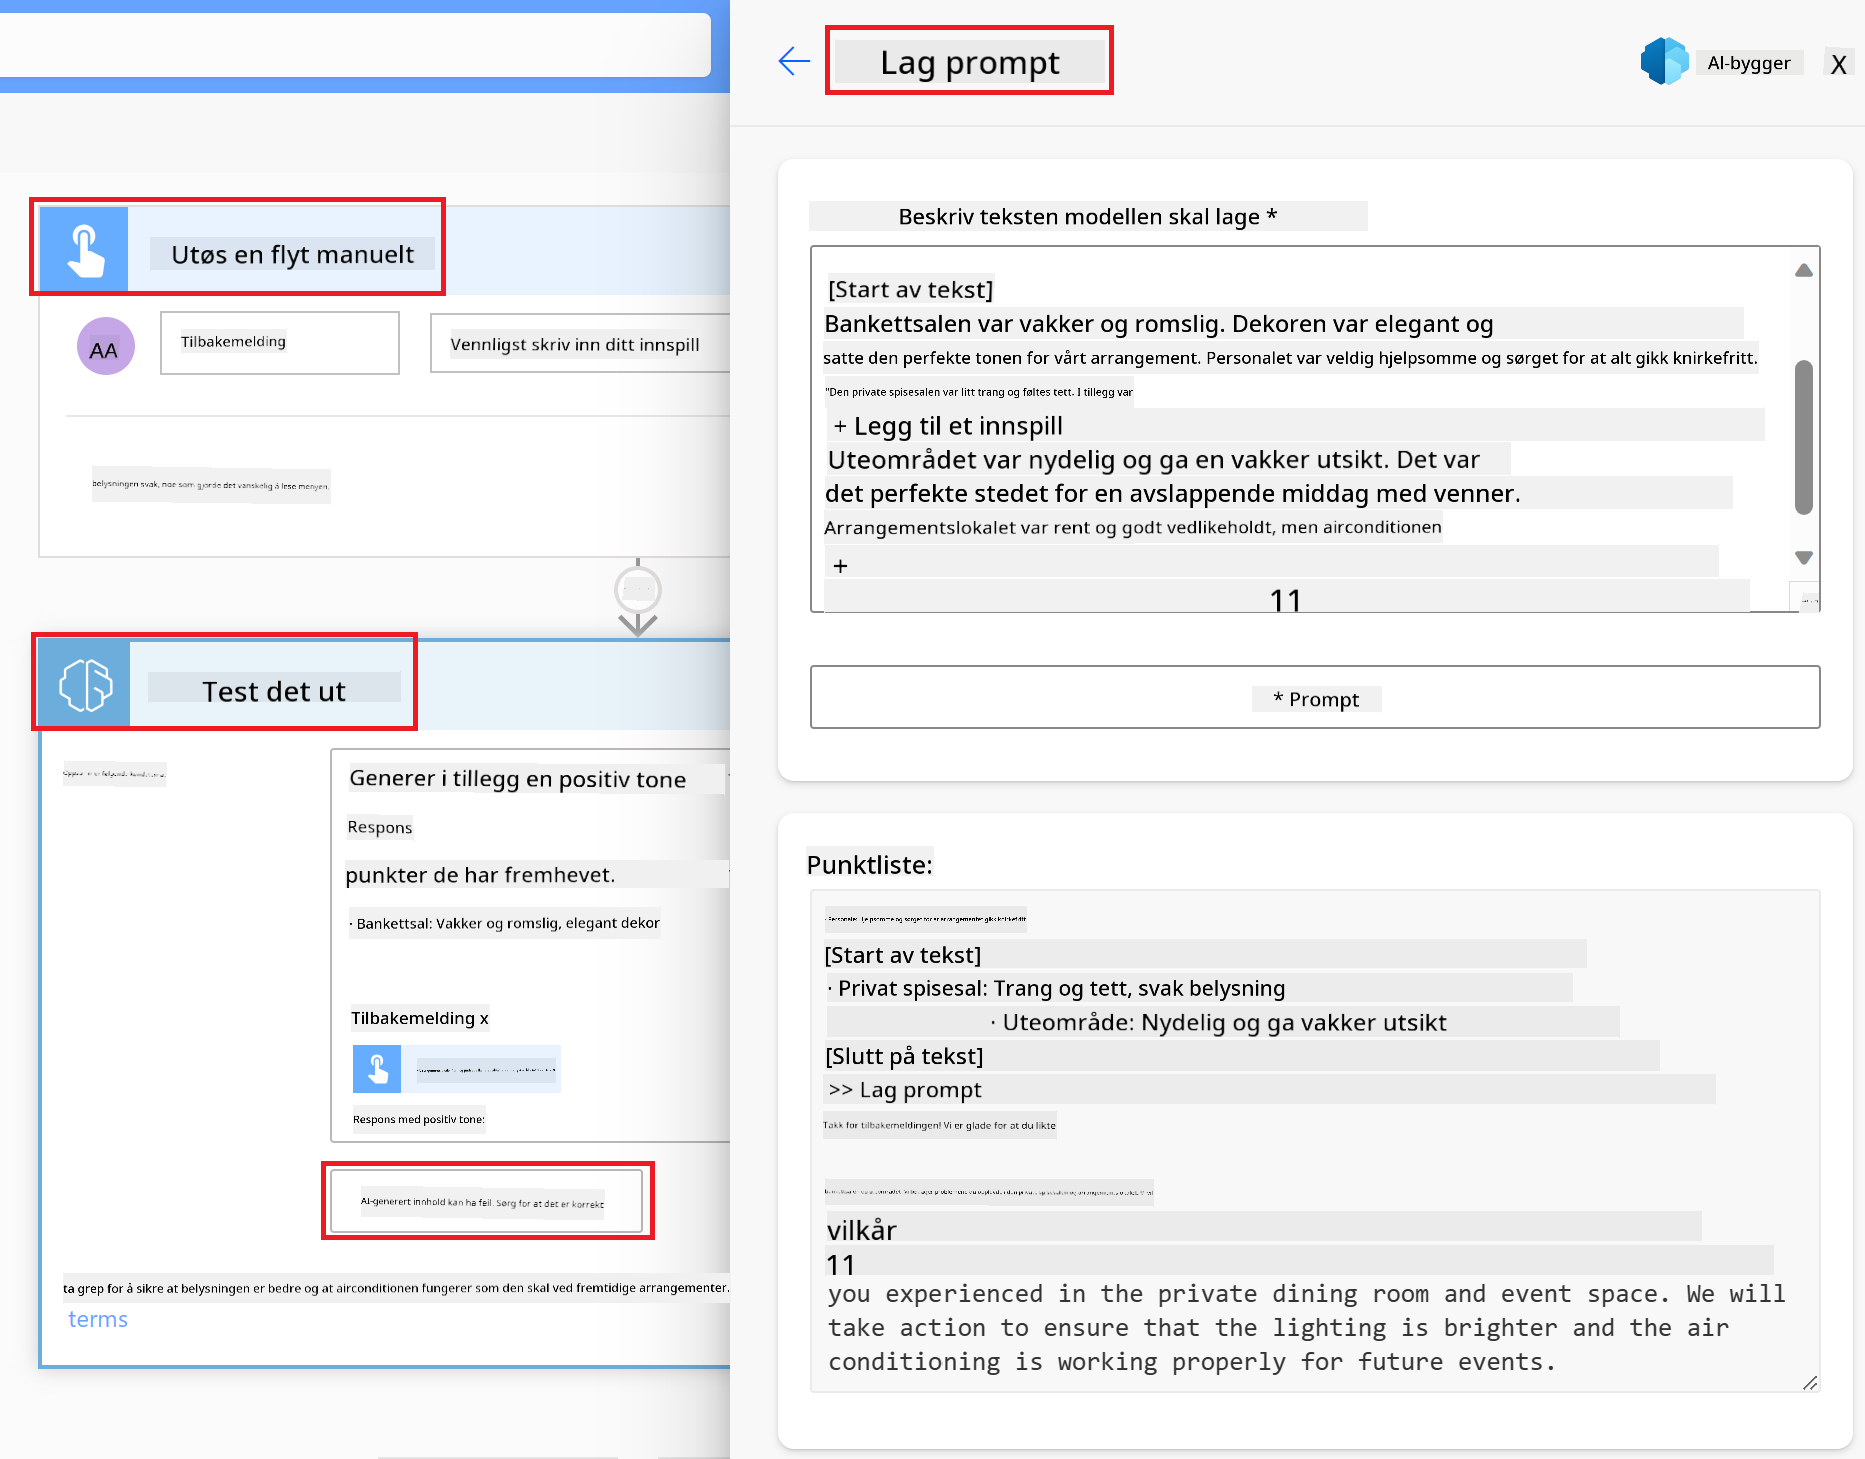 Lag prompt
AI-bygger
X
Utøs en flyt manuelt
AA
Tilbakemelding
Vennligst skriv inn ditt innspill
belysningen svak, noe som gjorde det vanskelig å lese menyen.
Test det ut
Generer i tillegg en positiv tone
Respons
punkter de har fremhevet.
· Bankettsal: Vakker og romslig, elegant dekor
Tilbakemelding x
Respons med positiv tone:
AI-generert innhold kan ha feil. Sørg for at det er korrekt
ta grep for å sikre at belysningen er bedre og at airconditionen fungerer som den skal ved fremtidige arrangementer.
terms
Beskriv teksten modellen skal lage *
[Start av tekst]
Bankettsalen var vakker og romslig. Dekoren var elegant og
satte den perfekte tonen for vårt arrangement. Personalet var veldig hjelpsomme og sørget for at alt gikk knirkefritt.
"Den private spisesalen var litt trang og føltes tett. I tillegg var
+ Legg til et innspill
Uteområdet var nydelig og ga en vakker utsikt. Det var
det perfekte stedet for en avslappende middag med venner.
Arrangementslokalet var rent og godt vedlikeholdt, men airconditionen
+
11
* Prompt
Punktliste:
· Personale: Hjelpsomme og sørget for at arrangementet gikk knirkefritt
[Start av tekst]
· Privat spisesal: Trang og tett, svak belysning
· Uteområde: Nydelig og ga vakker utsikt
[Slutt på tekst]
>> Lag prompt
Takk for tilbakemeldingen! Vi er glade for at du likte
vilkår
11
you experienced in the private dining room and event space. We will
take action to ensure that the lighting is brighter and the air
conditioning is working properly for future events.